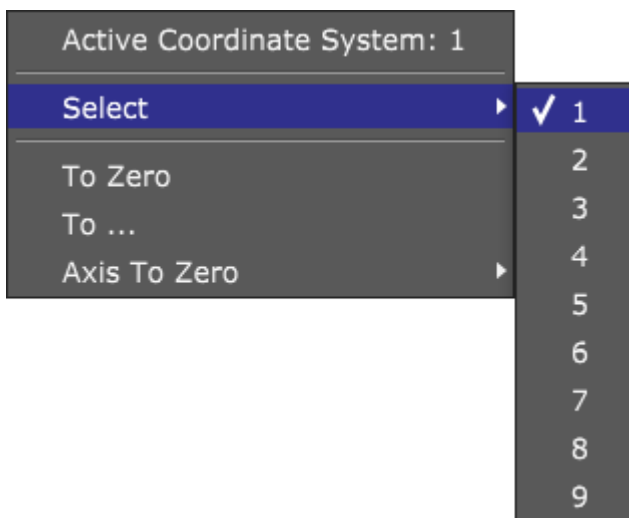 Active Coordinate System: 1
Select
To Zero
To ...
Axis To Zero
1
2
3
4
5
6
7
8
9